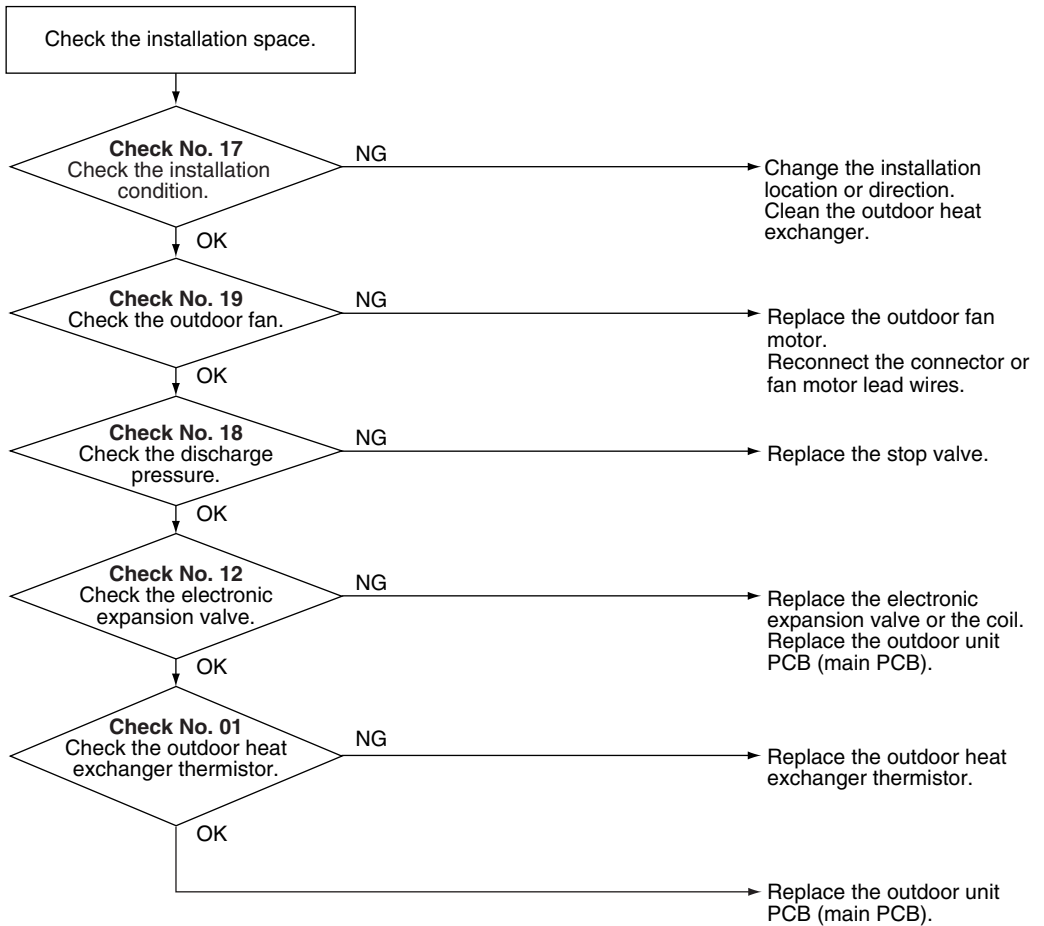 Check the installation space.
Check No. 17
Check the installation
condition.
NG
Change the installation
location or direction.
Clean the outdoor heat
exchanger.
OK
Check No. 19
Check the outdoor fan.
NG
Replace the outdoor fan
motor.
Reconnect the connector or
fan motor lead wires.
OK
Check No. 18
Check the discharge
pressure.
NG
Replace the stop valve.
OK
Check No. 12
Check the electronic
expansion valve.
NG
Replace the electronic
expansion valve or the coil.
Replace the outdoor unit
PCB (main PCB).
OK
Check No. 01
Check the outdoor heat
exchanger thermistor.
NG
Replace the outdoor heat
exchanger thermistor.
OK
Replace the outdoor unit
PCB (main PCB).